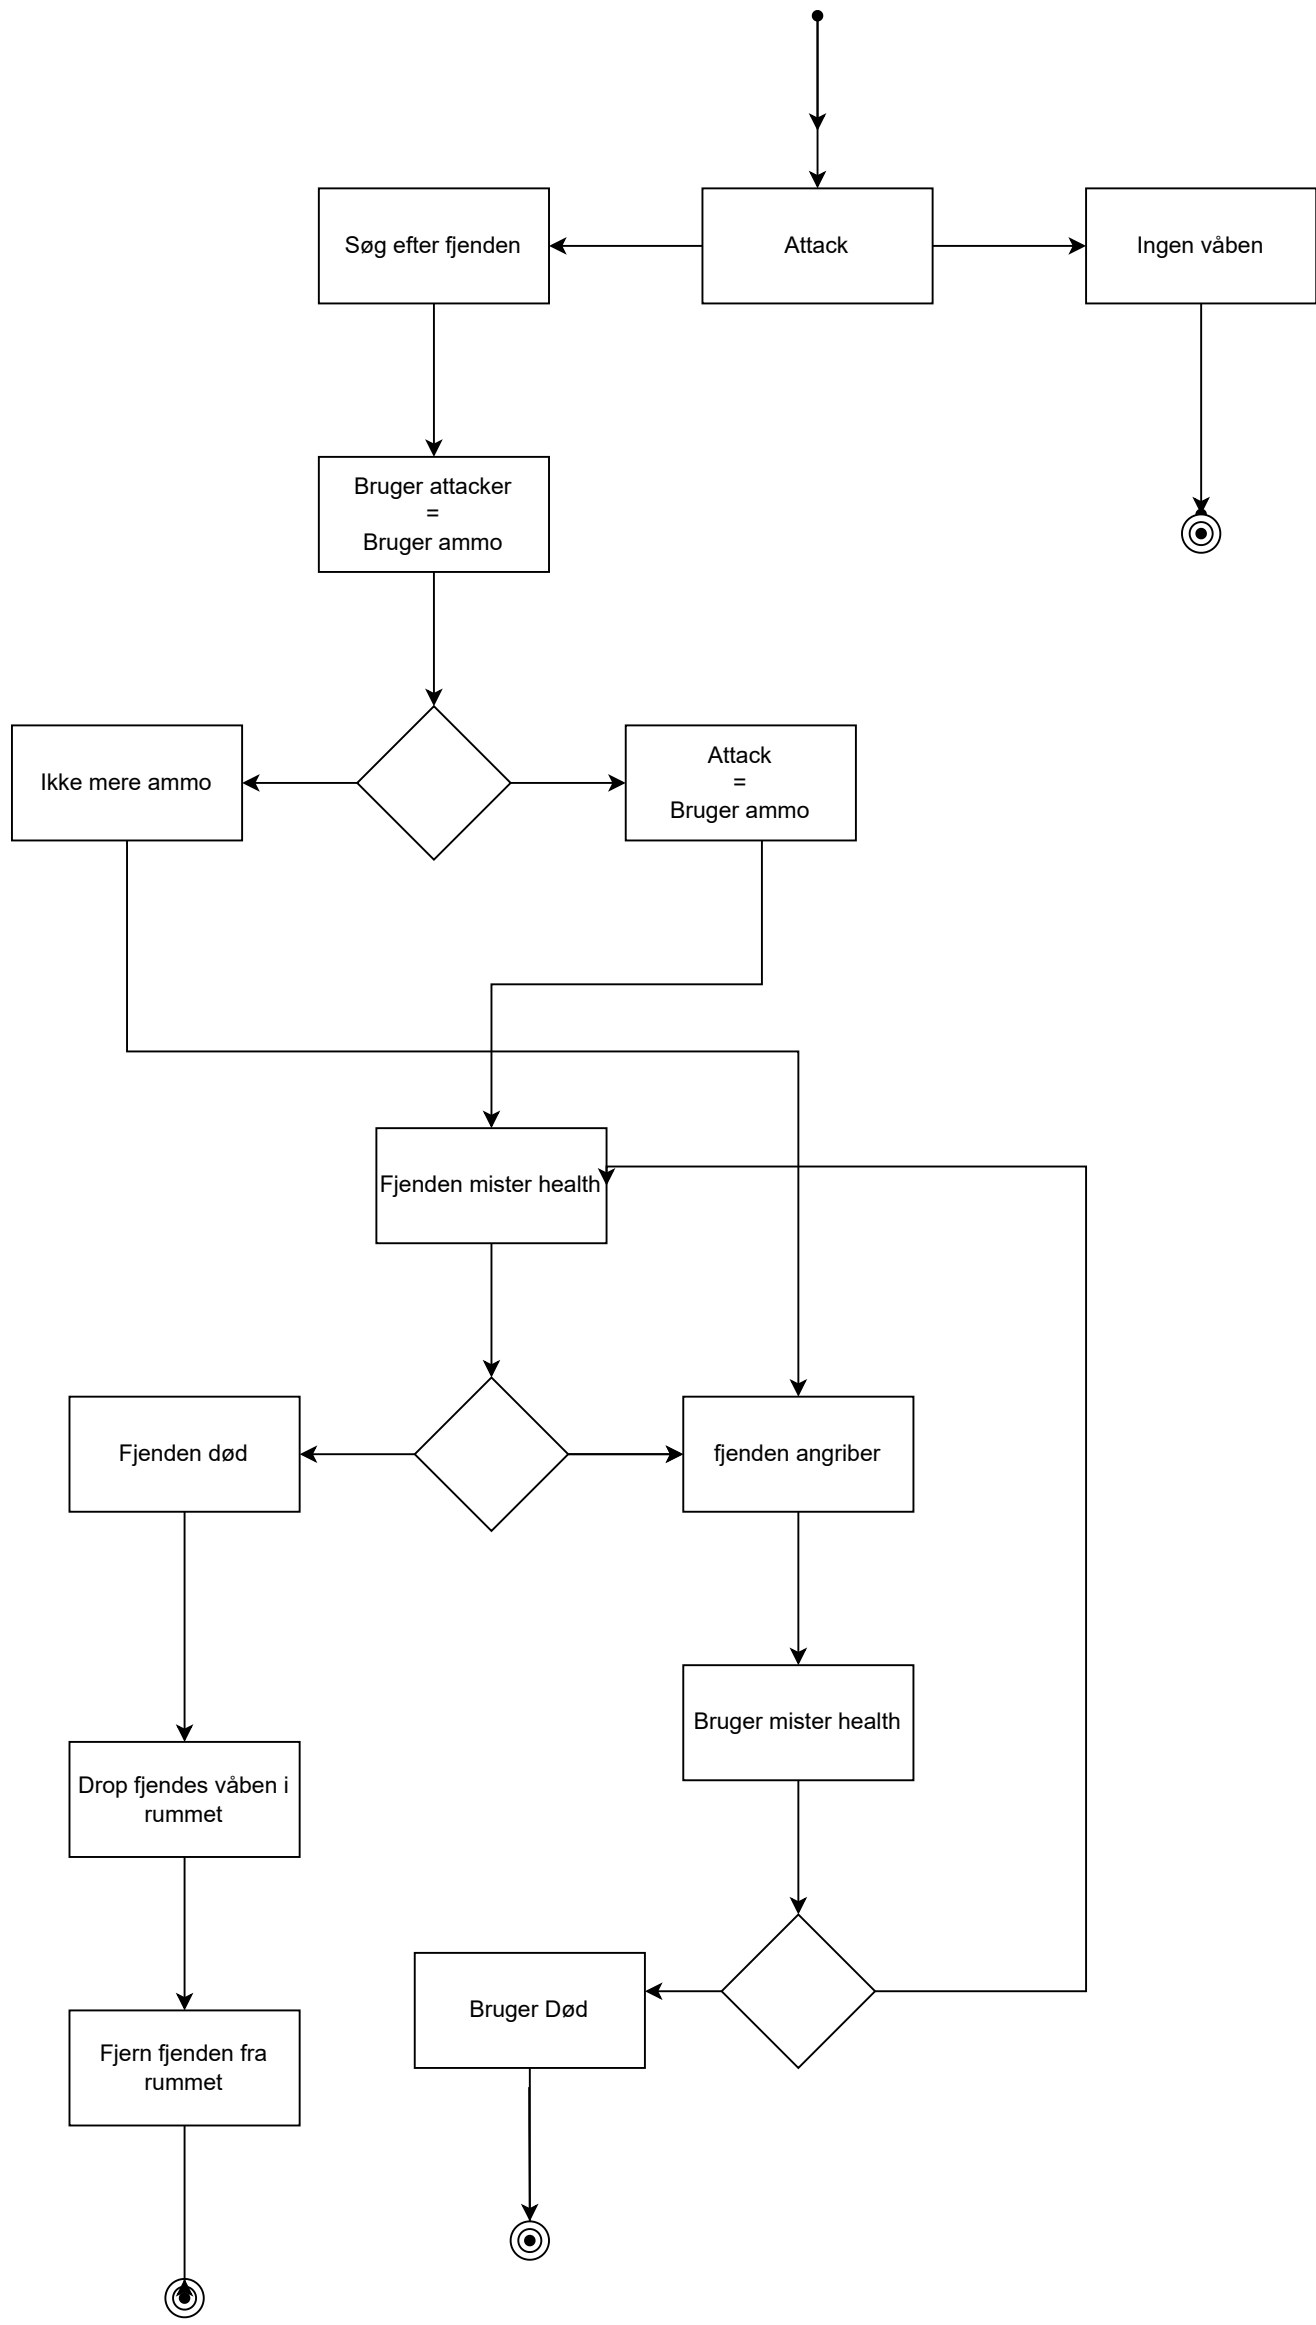 Søg efter fjenden
Attack
Ingen våben
Bruger attacker
=
Bruger ammo
Ikke mere ammo
Attack
=
Bruger ammo
Fjenden mister health
Fjenden død
fjenden angriber
Bruger mister health
Drop fjendes våben i
rummet
Bruger Død
Fjern fjenden fra
rummet